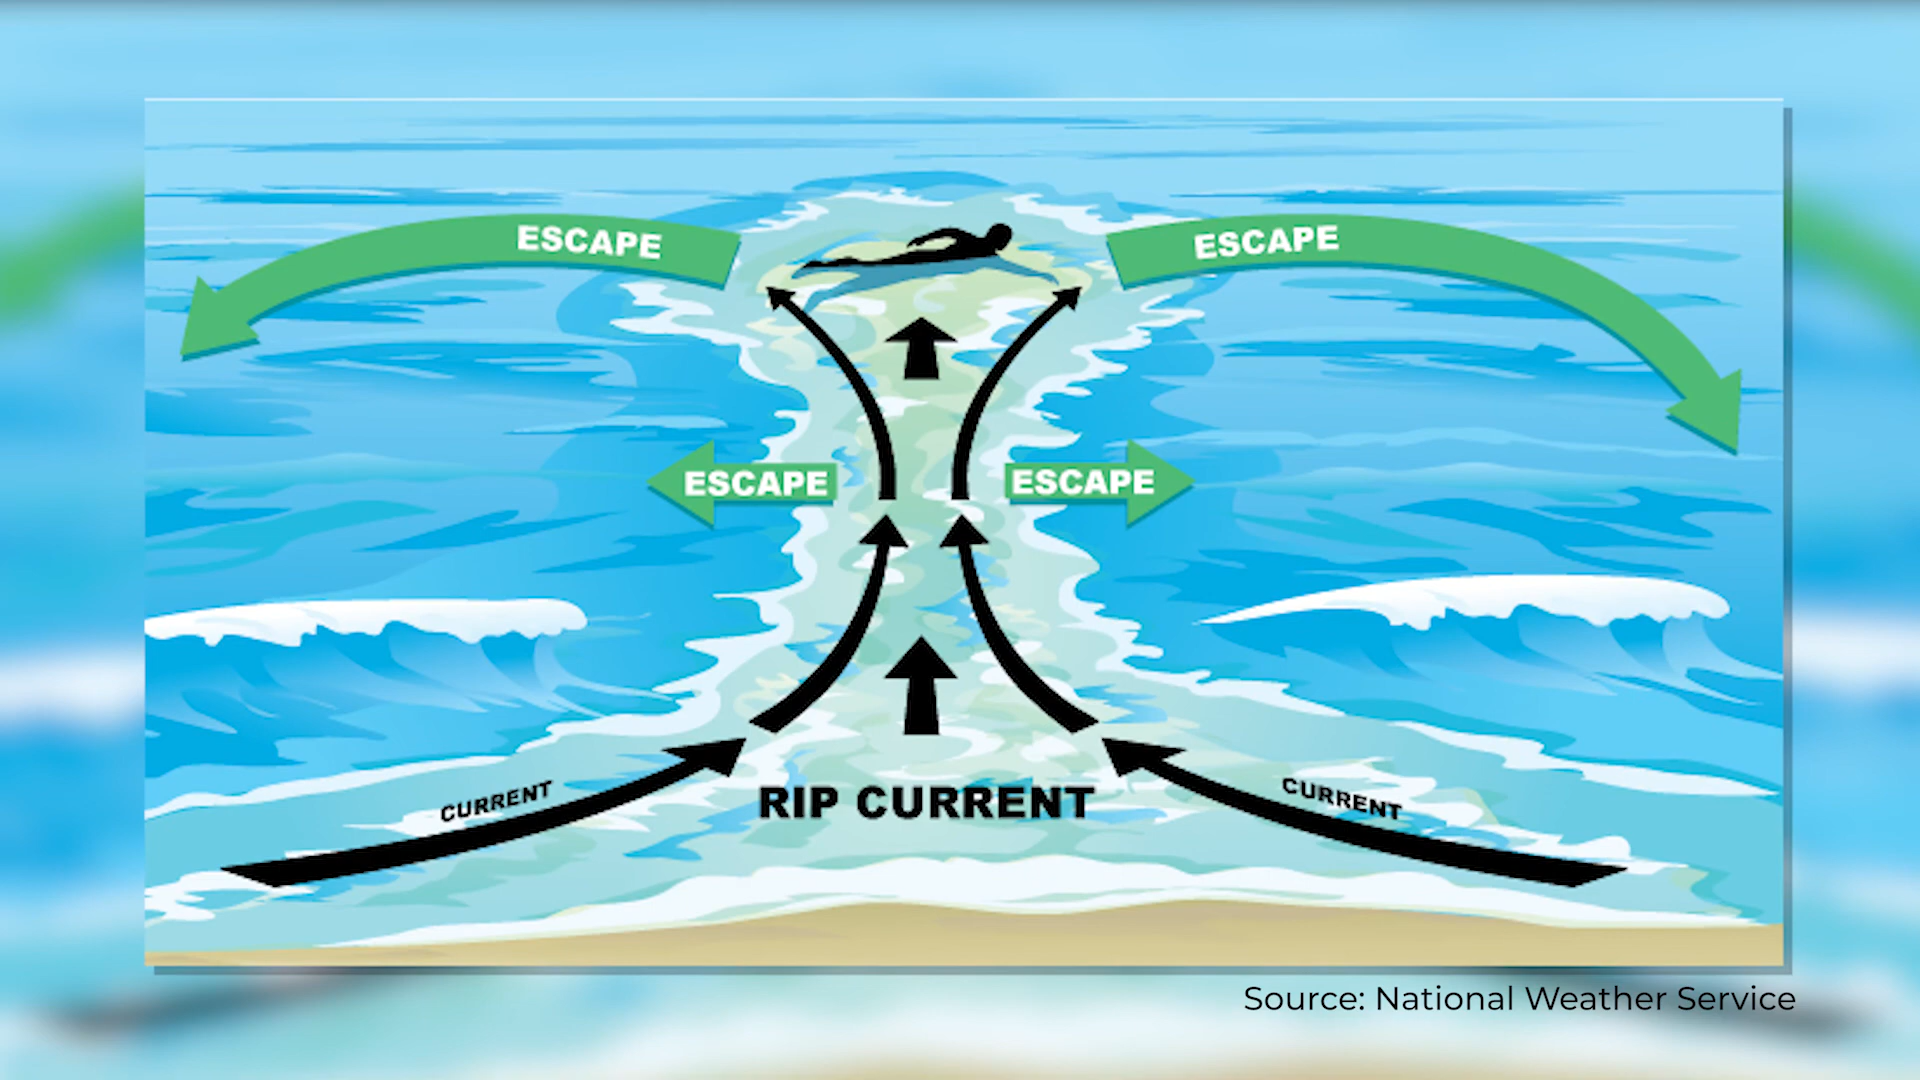 ESCAPE
ESCAPE
ESCAPE
ESCAPE
CURRENT
RIP CURRENT
CURRENT
Source: National Weather Service